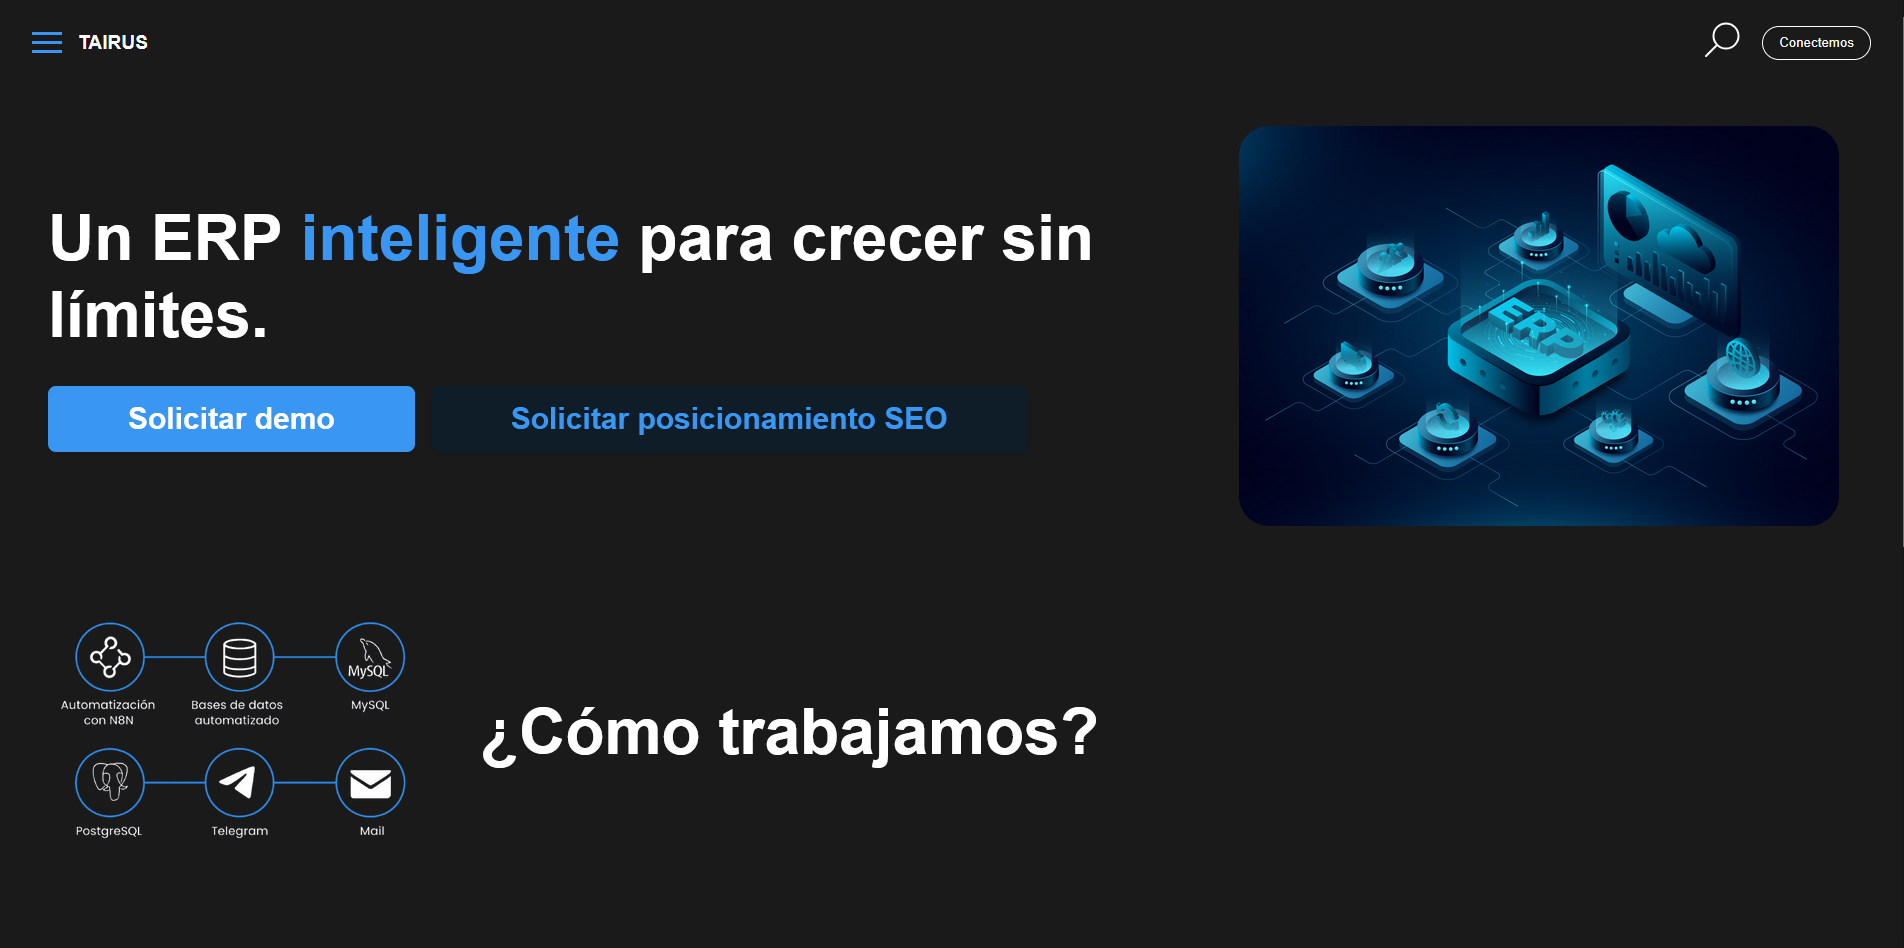 TAIRUS
Conectemos
Un ERP inteligente para crecer sin
límites.
Solicitar demo
Solicitar posicionamiento SEO
ERP
Automatización
con N8N
Bases de datos
automatizado
MySQL
MySQL
PostgreSQL
Telegram
Mail
¿Cómo trabajamos?